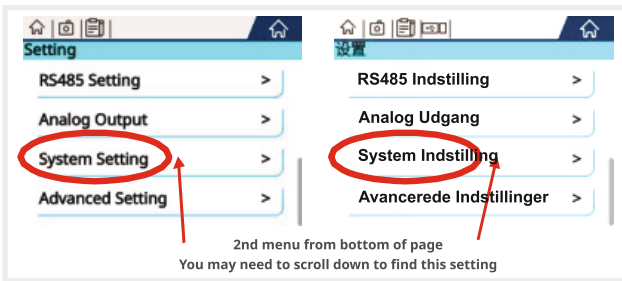 Setting
RS485 Setting >
Analog Output >
System Setting >
Advanced Setting >
设置
RS485 Indstilling >
Analog Udgang >
System Indstilling >
Avancerede Indstillinger >
2nd menu from bottom of page
You may need to scroll down to find this setting